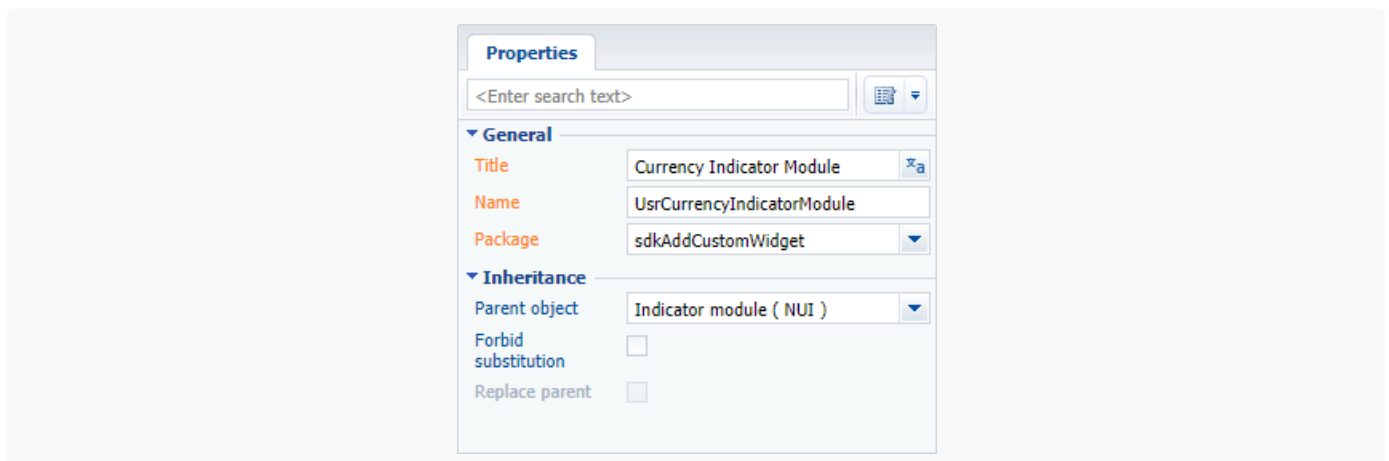 Properties
<Enter search text>
General
Title Currency Indicator Module xa
Name UsrCurrencyIndicatorModule
Package sdkAddCustomWidget
Inheritance
Parent object Indicator module ( NUI )
Forbid
substitution
Replace parent